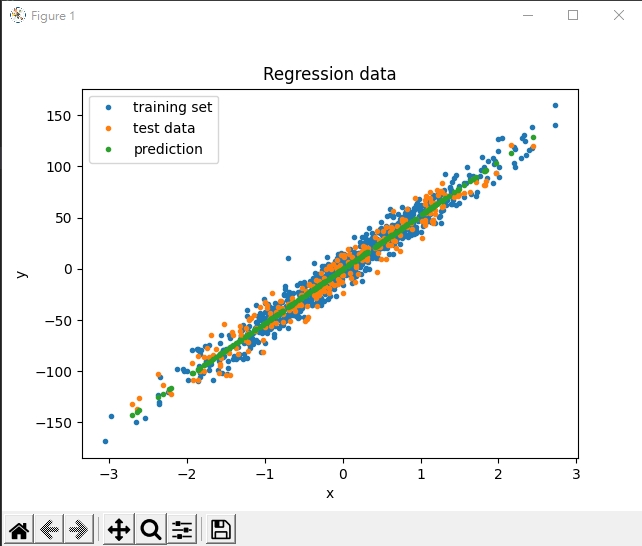 Figure 1
Regression data
training set
test data
prediction
150
100
50
0
−50
−100
−150
y
−3 −2 −1 0 1 2 3
x